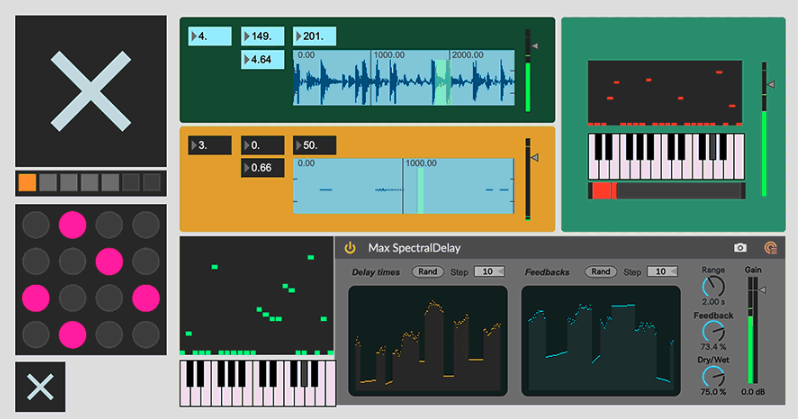 4. 149. 201.
4.64
0.00 1000.00 2000.00
3. 0. 50.
0.66
0.00 1000.00
Max SpectralDelay
Delay times Rand Step 10
Feedbacks Rand Step 10
Range
2.00 s
Feedback
73.4 %
Dry/Wet
75.0 %
Gain
0.0 dB